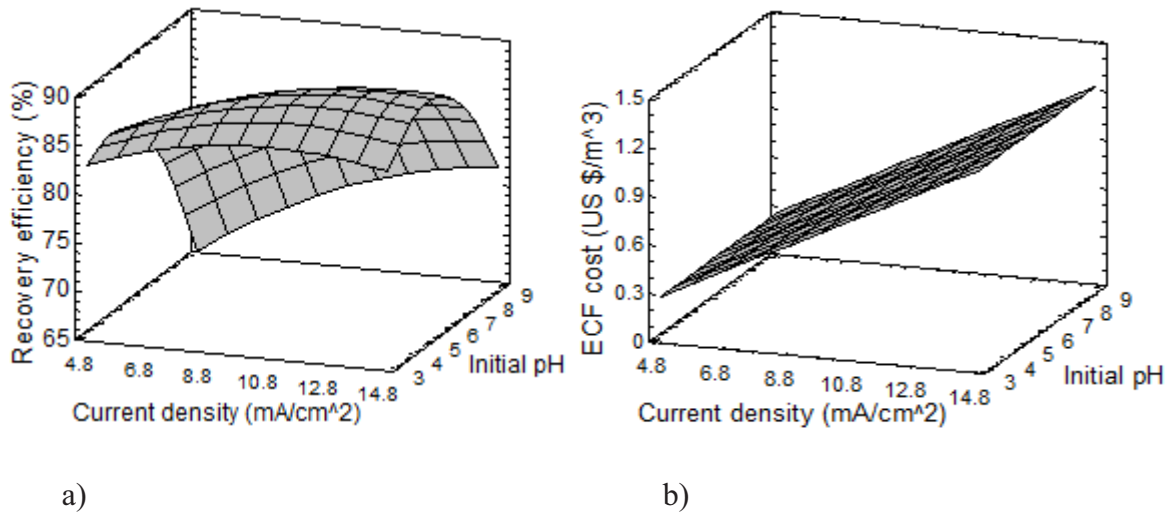 Recovery efficiency (%)
90
85
80
75
70
65
4.8 6.8 8.8 10.8 12.8 14.8
Current density (mA/cm^2)
3 4 5 6 7 8 9
Initial pH
a)
ECF cost (US $/m^3)
1.5
1.2
0.9
0.6
0.3
0
4.8 6.8 8.8 10.8 12.8 14.8
Current density (mA/cm^2)
3 4 5 6 7 8 9
Initial pH
b)